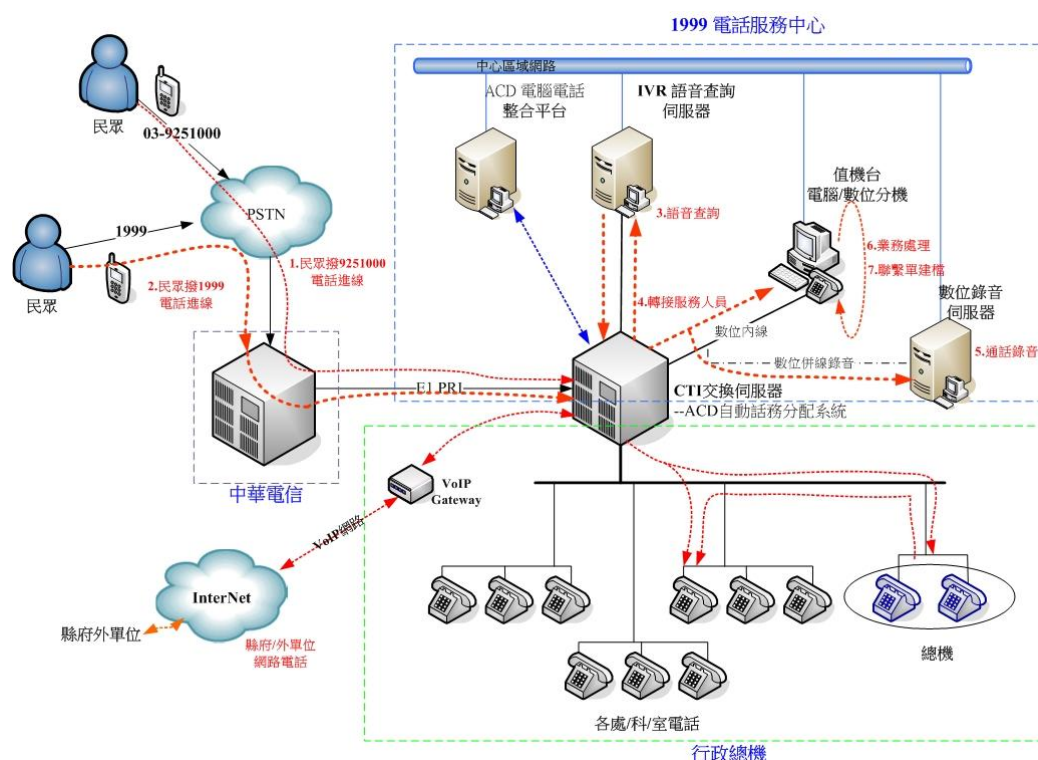 1999 電話服務中心
中心區域網路
ACD 電腦電話
整合平台
IVR 語音查詢
伺服器
民眾
03-9251000
PSTN
值機台
電腦/數位分機
3.語音查詢
6.業務處理
7.聯繫單建檔
1999
民眾
1.民眾撥9251000
電話進線
2.民眾撥1999
電話進線
4.轉接服務人員
數位內線
數位錄音
伺服器
數位併線錄音
5.通話錄音
E1 PRI
CTI交換伺服器
--ACD自動話務分配系統
中華電信
VoIP
Gateway
VoIP網路
InterNet
縣府外單位
縣府/外單位
網路電話
總機
各處/科/室電話
行政總機